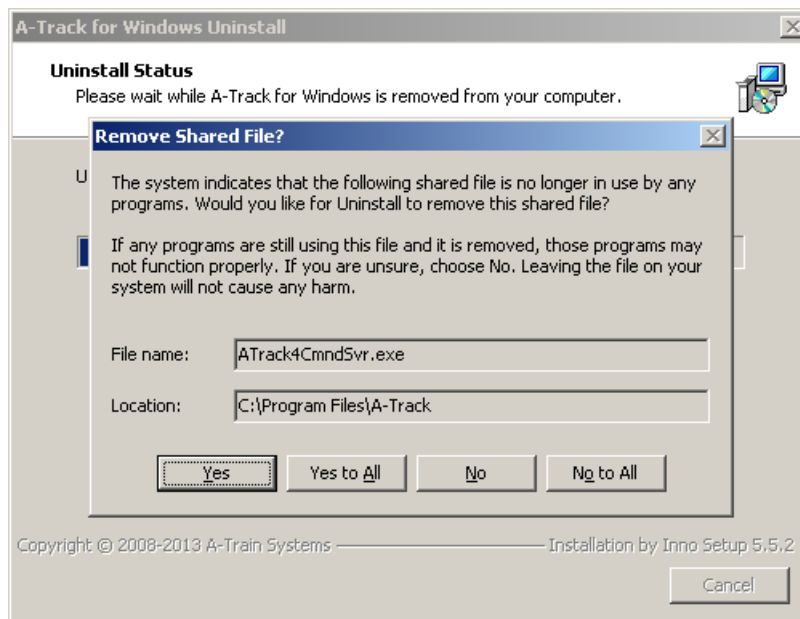 A-Track for Windows Uninstall
Uninstall Status
Please wait while A-Track for Windows is removed from your computer.
Remove Shared File?
U
The system indicates that the following shared file is no longer in use by any
programs. Would you like for Uninstall to remove this shared file?
If any programs are still using this file and it is removed, those programs may
not function properly. If you are unsure, choose No. Leaving the file on your
system will not cause any harm.
File name: ATrack4CmndSvr.exe
Location: C:\Program Files\A-Track
Yes Yes to All No No to All
Copyright © 2008-2013 A-Train Systems Installation by Inno Setup 5.5.2
Cancel